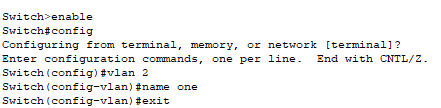 Switch>enable
Switch#config
Configuring from terminal, memory, or network [terminal]?
Enter configuration commands, one per line.  End with CNTL/Z.
Switch(config)#vlan 2
Switch(config-vlan)#name one
Switch(config-vlan)#exit